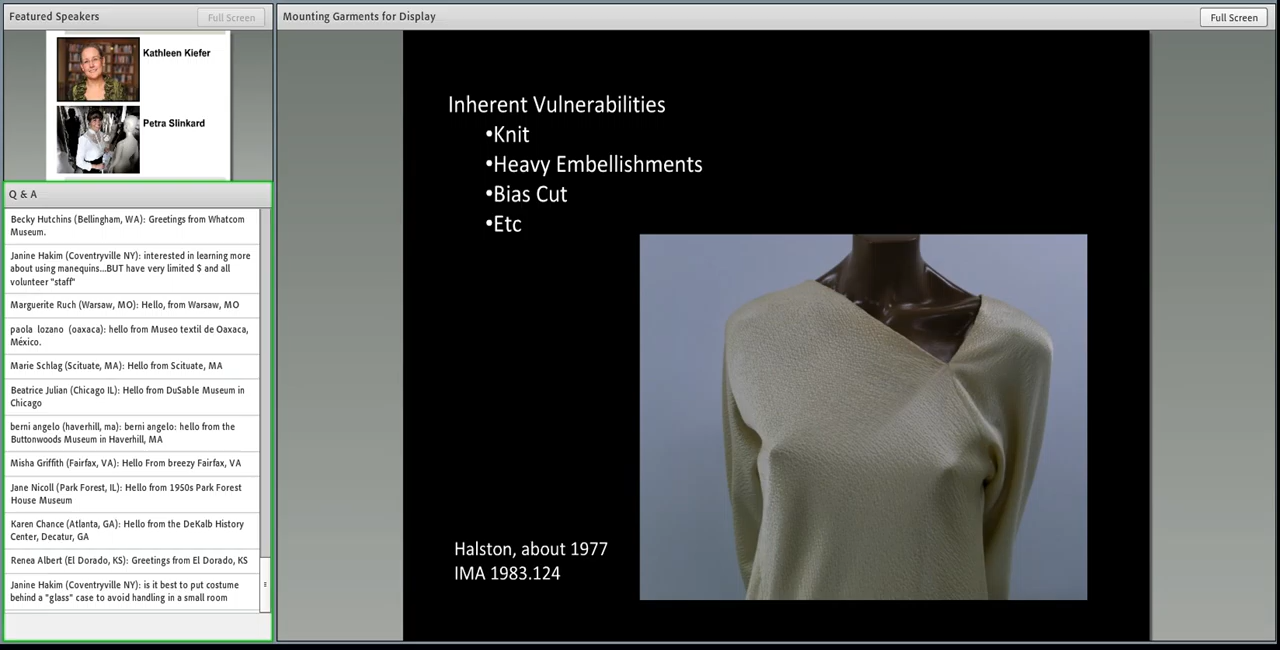 Featured Speakers
Full Screen
Kathleen Kiefer
Petra Slinkard
Q & A
Becky Hutchins (Bellingham, WA): Greetings from Whatcom
Museum.
Janine Hakim (Coventryville NY): interested in learning more
about using manequins...BUT have very limited $ and all
volunteer "staff"
Marguerite Ruch (Warsaw, MO): Hello, from Warsaw, MO
paola lozano (oaxaca): hello from Museo textil de Oaxaca,
México.
Marie Schlag (Scituate, MA): Hello from Scituate, MA
Beatrice Julian (Chicago IL): Hello from DuSable Museum in
Chicago
berni angelo (haverhill, ma): berni angelo: hello from the
Buttonwoods Museum in Haverhill, MA
Misha Griffith (Fairfax, VA): Hello From breezy Fairfax, VA
Jane Nicoll (Park Forest, IL): Hello from 1950s Park Forest
House Museum
Karen Chance (Atlanta, GA): Hello from the DeKalb History
Center, Decatur, GA
Renea Albert (El Dorado, KS): Greetings from El Dorado, KS
Janine Hakim (Coventryville NY): is it best to put costume
behind a "glass" case to avoid handling in a small room
Mounting Garments for Display
Full Screen
Inherent Vulnerabilities
•Knit
•Heavy Embellishments
•Bias Cut
•Etc
Halston, about 1977
IMA 1983.124